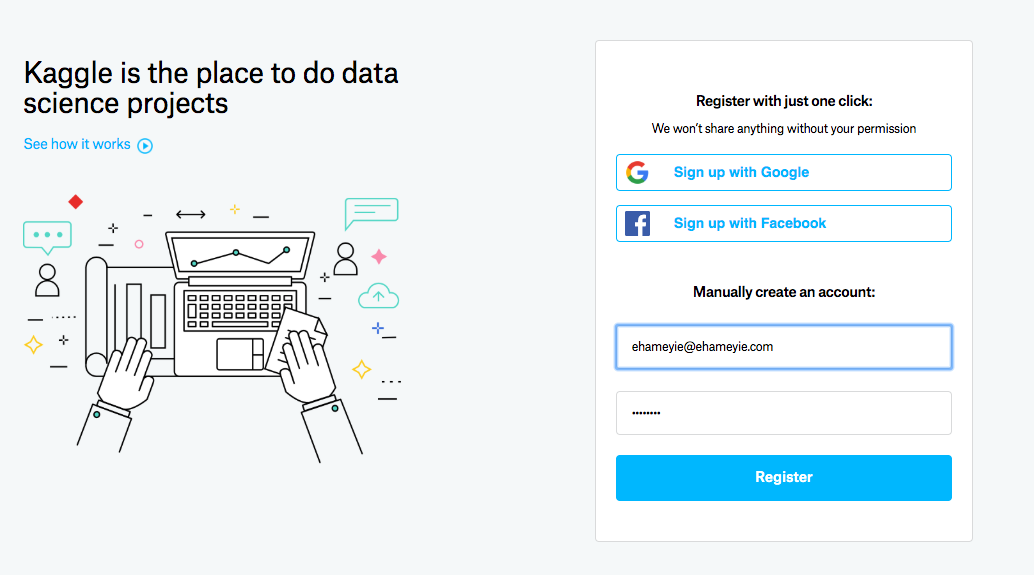 Kaggle is the place to do data
science projects
See how it works
Register with just one click:
We won’t share anything without your permission
Sign up with Google
Sign up with Facebook
Manually create an account:
ehameyie@ehameyie.com
••••••••
Register